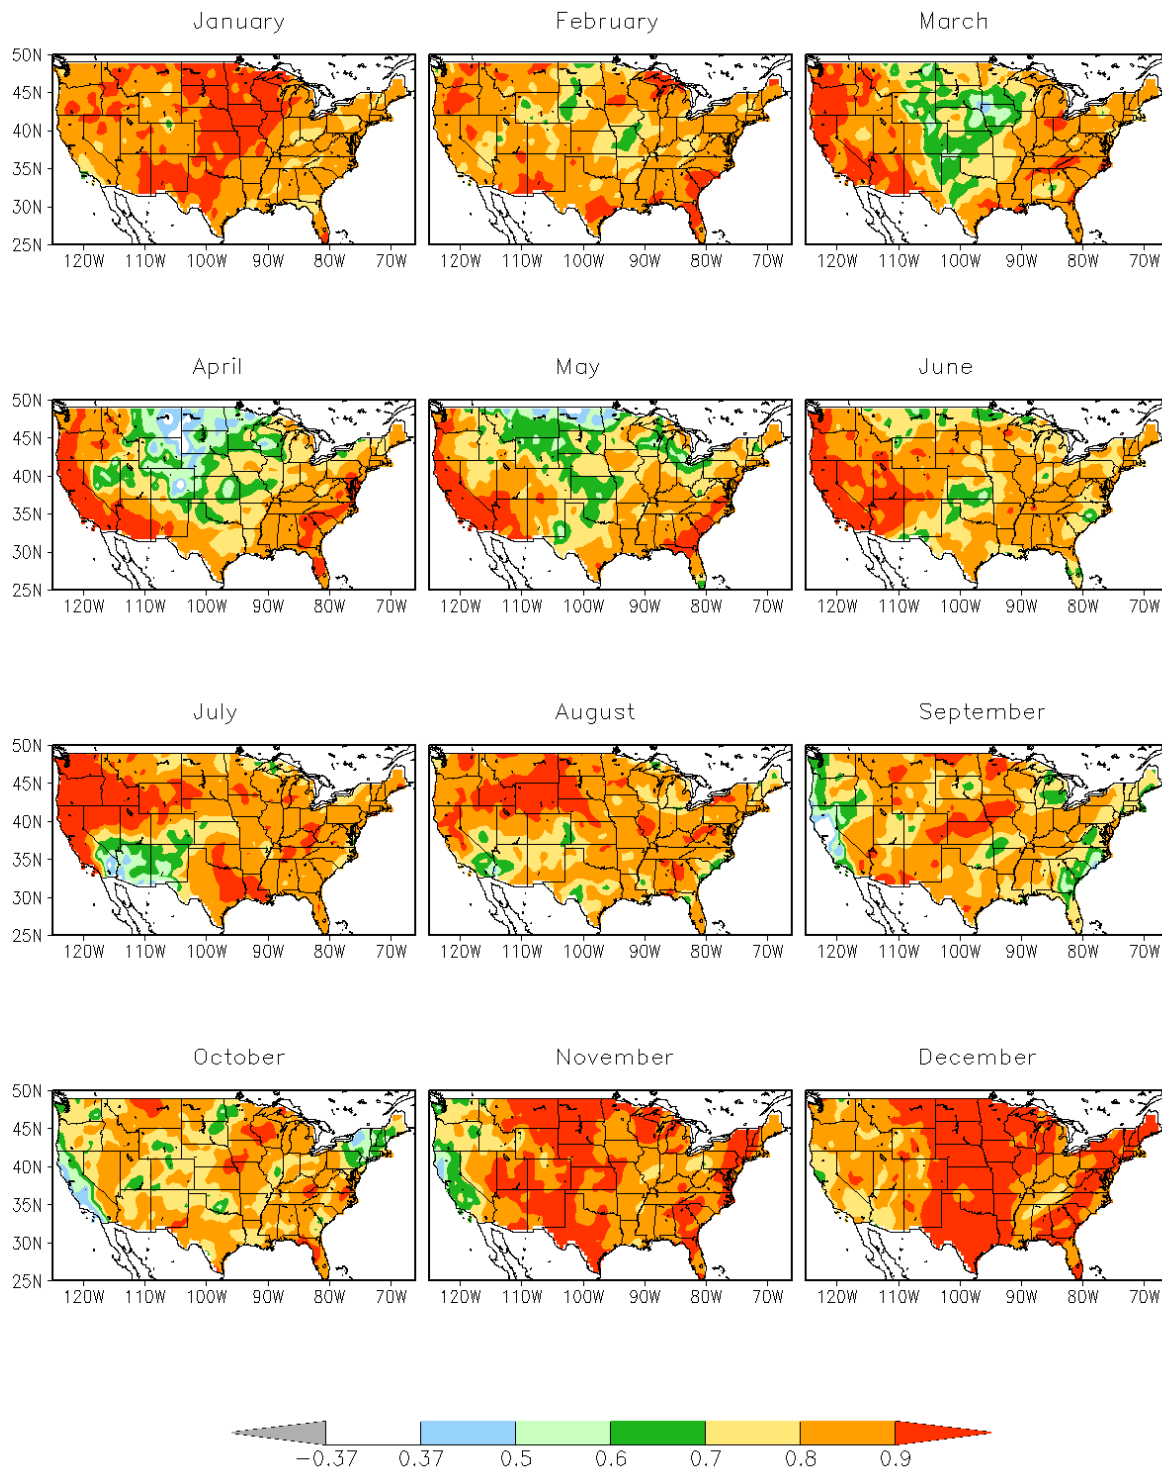 January February March
50N
45N
40N
35N
30N
25N
120W 110W 100W 90W 80W 70W 120W 110W 100W 90W 80W 70W 120W 110W 100W 90W 80W 70W
April May June
50N
45N
40N
35N
30N
25N
120W 110W 100W 90W 80W 70W 120W 110W 100W 90W 80W 70W 120W 110W 100W 90W 80W 70W
July August September
50N
45N
40N
35N
30N
25N
120W 110W 100W 90W 80W 70W 120W 110W 100W 90W 80W 70W 120W 110W 100W 90W 80W 70W
October November December
50N
45N
40N
35N
30N
25N
120W 110W 100W 90W 80W 70W 120W 110W 100W 90W 80W 70W 120W 110W 100W 90W 80W 70W
-0.37 0.37 0.5 0.6 0.7 0.8 0.9